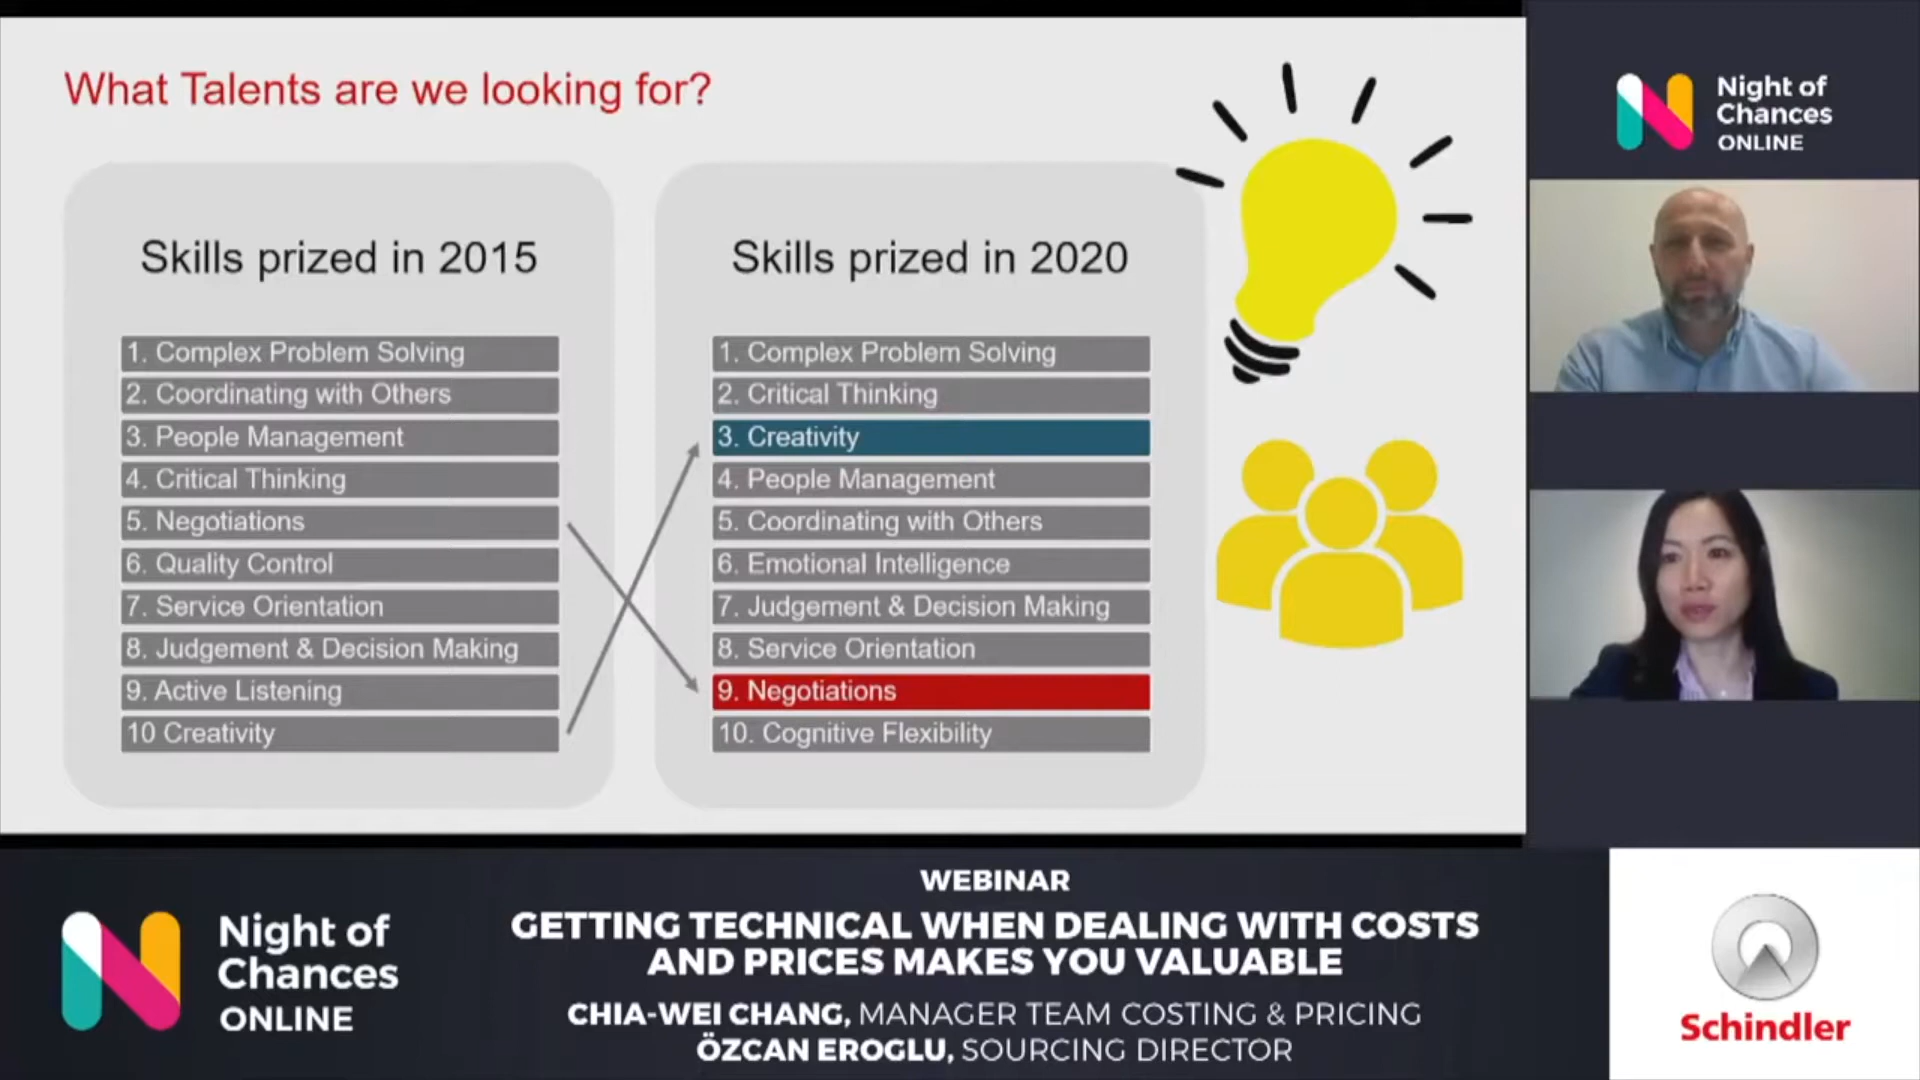 What Talents are we looking for?
Skills prized in 2015
1. Complex Problem Solving
2. Coordinating with Others
3. People Management
4. Critical Thinking
5. Negotiations
6. Quality Control
7. Service Orientation
8. Judgement & Decision Making
9. Active Listening
10 Creativity
Skills prized in 2020
1. Complex Problem Solving
2. Critical Thinking
3. Creativity
4. People Management
5. Coordinating with Others
6. Emotional Intelligence
7. Judgement & Decision Making
8. Service Orientation
9. Negotiations
10. Cognitive Flexibility
Night of
Chances
ONLINE
Night of
Chances
ONLINE
WEBINAR
GETTING TECHNICAL WHEN DEALING WITH COSTS
AND PRICES MAKES YOU VALUABLE
CHIA-WEI CHANG, MANAGER TEAM COSTING & PRICING
ÖZCAN EROGLU, SOURCING DIRECTOR
Schindler